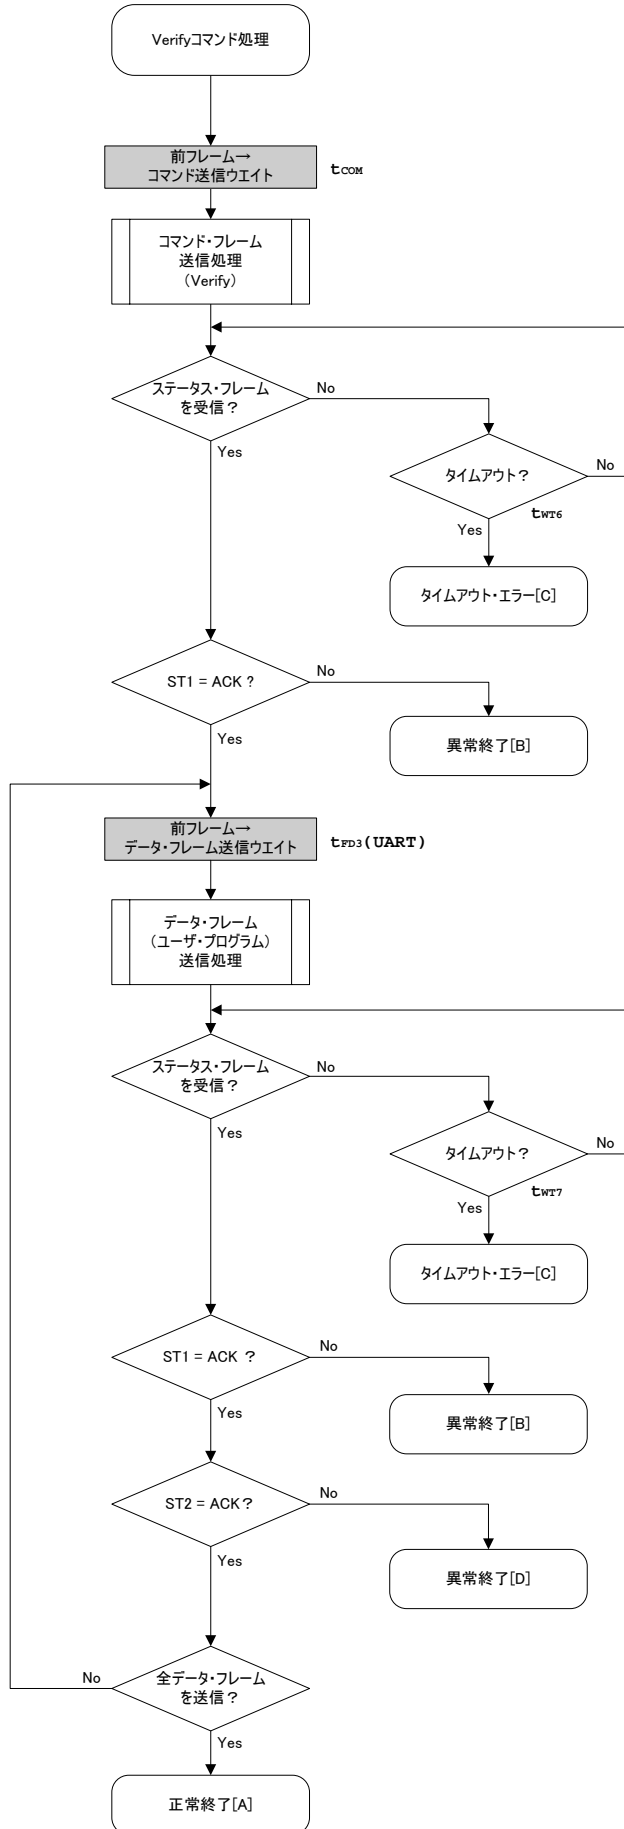 Verifyコマンド処理
前フレーム→
コマンド送信ウエイト
tCOM
コマンド・フレーム
送信処理
(Verify)
ステータス・フレーム
を受信？
No
Yes
タイムアウト？
No
tWT6
Yes
タイムアウト・エラー[C]
ST1 = ACK ?
No
Yes
異常終了[B]
前フレーム→
データ・フレーム送信ウエイト
tFD3(UART)
データ・フレーム
(ユーザ・プログラム)
送信処理
ステータス・フレーム
を受信？
No
Yes
タイムアウト？
No
tWT7
Yes
タイムアウト・エラー[C]
ST1 = ACK ？
No
Yes
異常終了[B]
ST2 = ACK？
No
Yes
異常終了[D]
全データ・フレーム
を送信？
No
Yes
正常終了[A]